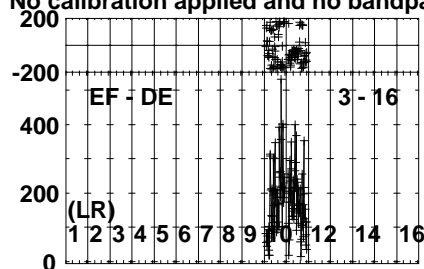 No calibration applied and no bandpa
200
-200
EF - DE 3 - 16
400
200
(LR)
1 2 3 4 5 6 7 8 9 10 12 14 16
0